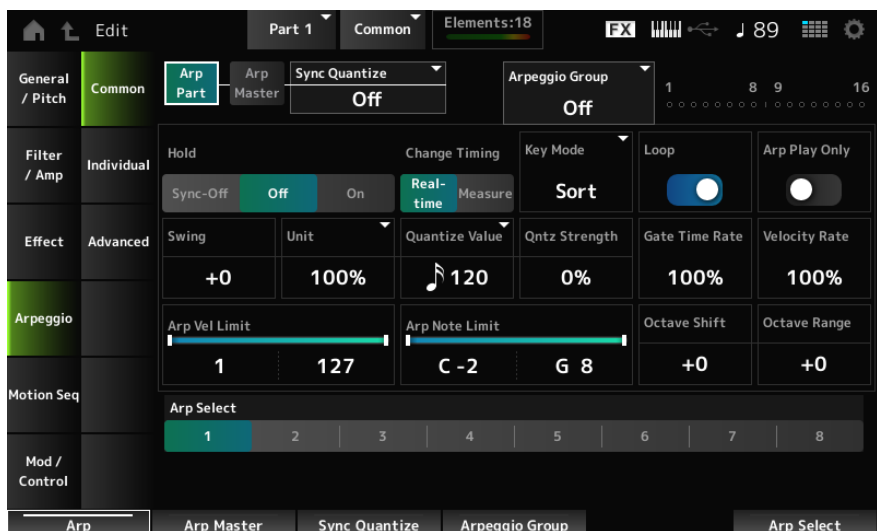 Edit
Part 1
Common
Elements:18
FX
89
General
/ Pitch
Common
Arp
Part
Arp
Master
Sync Quantize
Off
Arpeggio Group
Off
1 8 9 16
Filter
/ Amp
Individual
Hold
Sync-Off Off On
Change Timing
Real-
time
Measure
Key Mode
Sort
Loop
Arp Play Only
Effect
Advanced
Swing
+0
Unit
100%
Quantize Value
120
Qntz Strength
0%
Gate Time Rate
100%
Velocity Rate
100%
Arpeggio
Arp Vel Limit
1 127
Arp Note Limit
C -2 G 8
Octave Shift
+0
Octave Range
+0
Motion Seq
Arp Select
1 2 3 4 5 6 7 8
Mod /
Control
Arp Arp Master Sync Quantize Arpeggio Group Arp Select